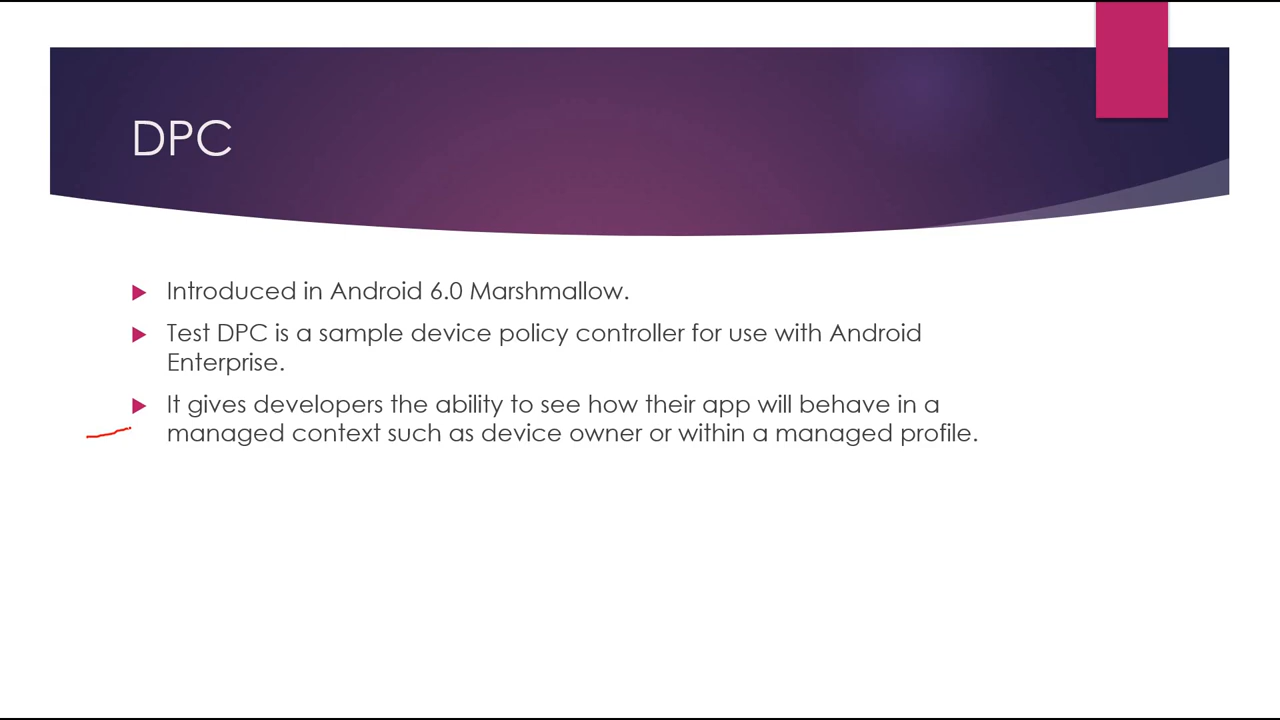 DPC
Introduced in Android 6.0 Marshmallow.
Test DPC is a sample device policy controller for use with Android
Enterprise.
It gives developers the ability to see how their app will behave in a
managed context such as device owner or within a managed profile.